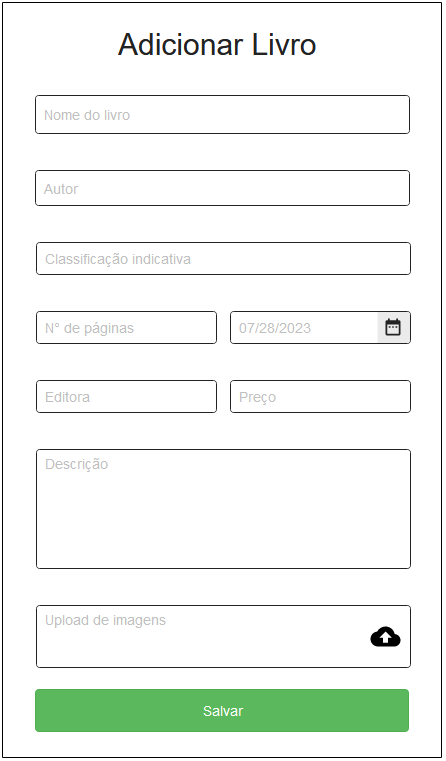 Adicionar Livro
Nome do livro
Autor
Classificação indicativa
N° de páginas
07/28/2023
Editora
Preço
Descrição
Upload de imagens
Salvar